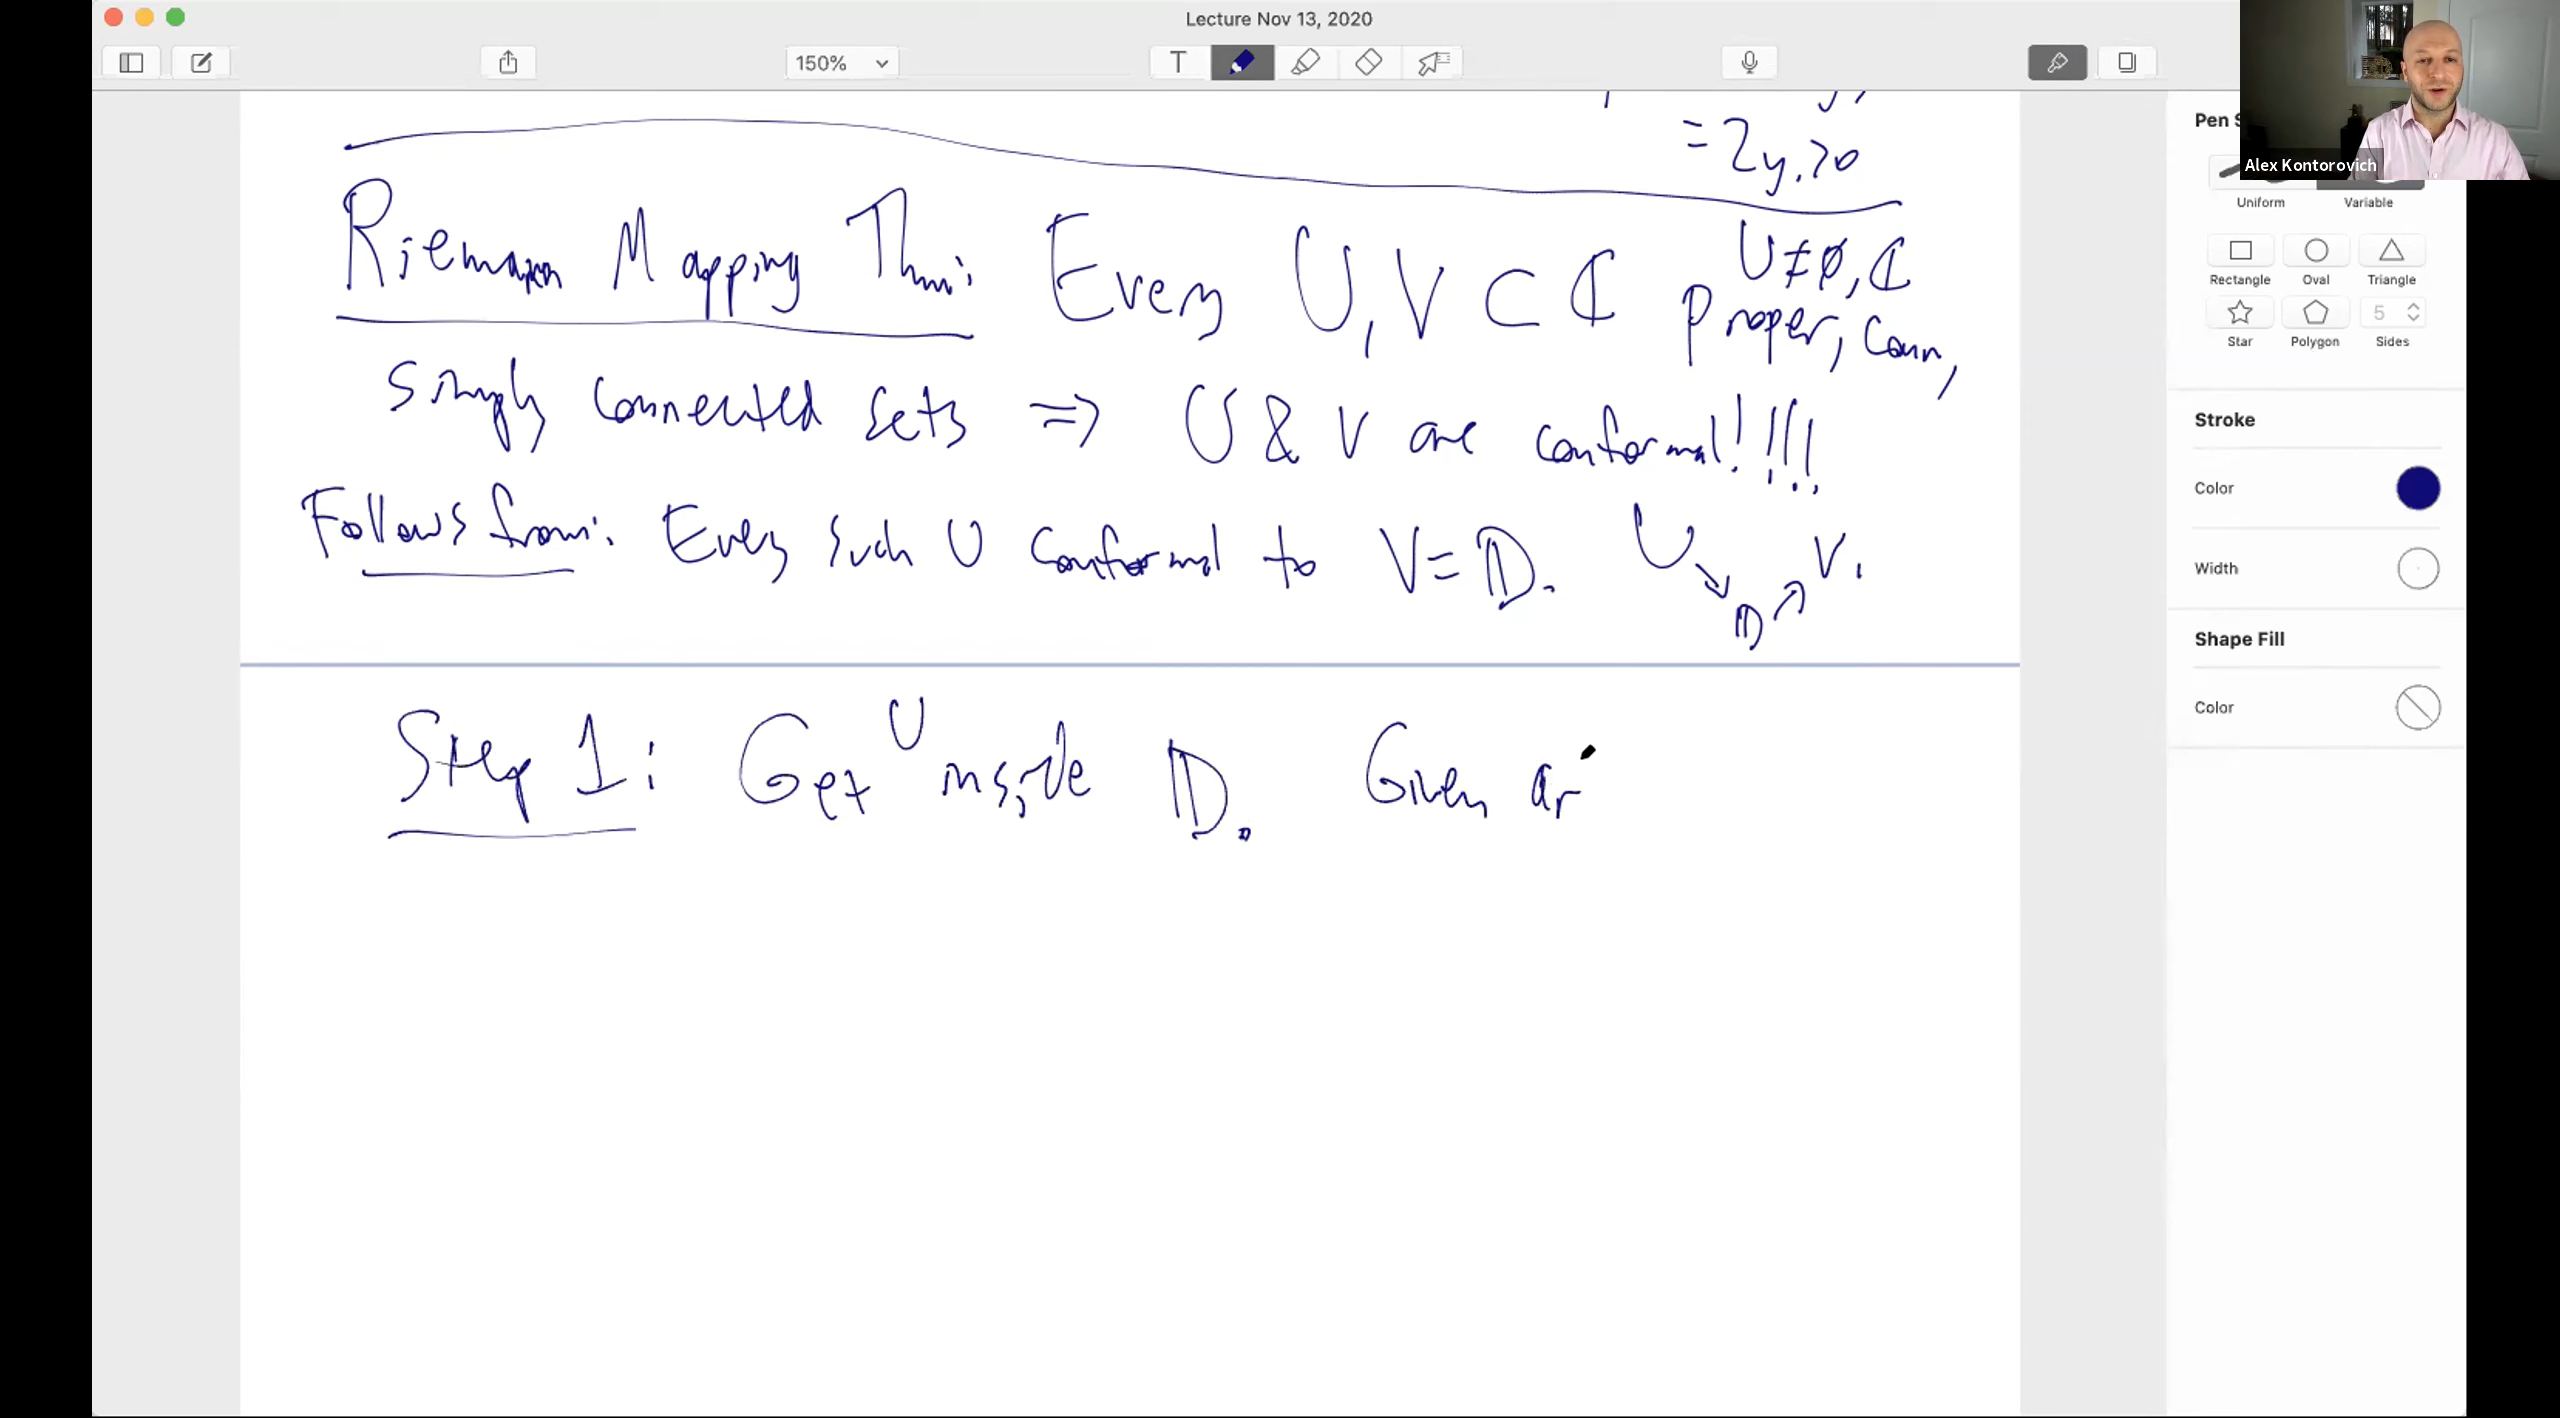 Lecture Nov 13, 2020
150%
Alex Kontorovich
Pen S
Uniform
Variable
Rectangle
Oval
Triangle
Star
Polygon
5
Sides
Stroke
Color
Width
Shape Fill
Color
= 2y.>0
Riemann Mapping Thm: Every U, V ⊂ ℂ U≠∅, ℂ
Proper, Conn,
Simply connected sets ⇒ U & V are conformal!!!!
Follows from: Every such U conformal to V=𝔻. U ↘ 𝔻 ↗ V.
Step 1: Get U inside 𝔻. Given ar